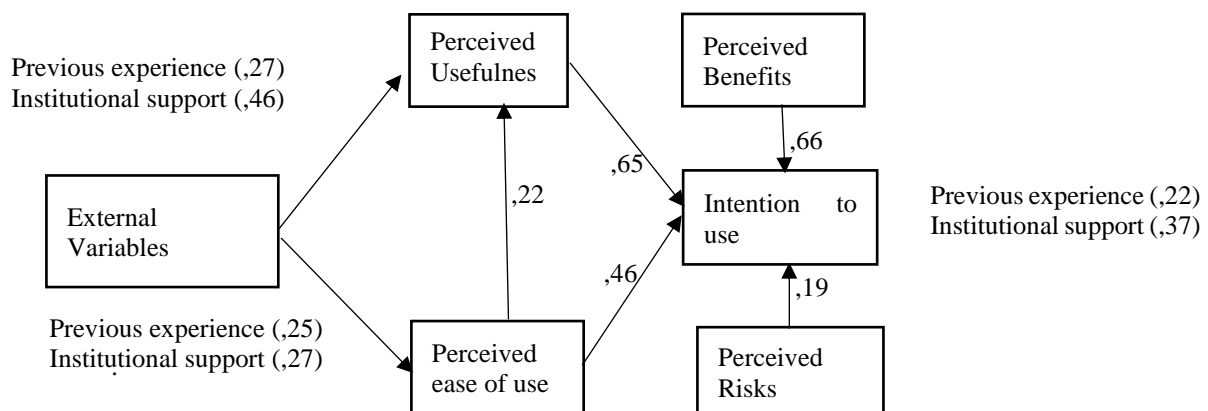 Previous experience (,27)
Institutional support (,46)
Perceived
Usefulnes
Perceived
Benefits
,65
,66
,22
External
Variables
Intention to
use
Previous experience (,22)
Institutional support (,37)
,46
,19
Previous experience (,25)
Institutional support (,27)
Perceived
ease of use
Perceived
Risks